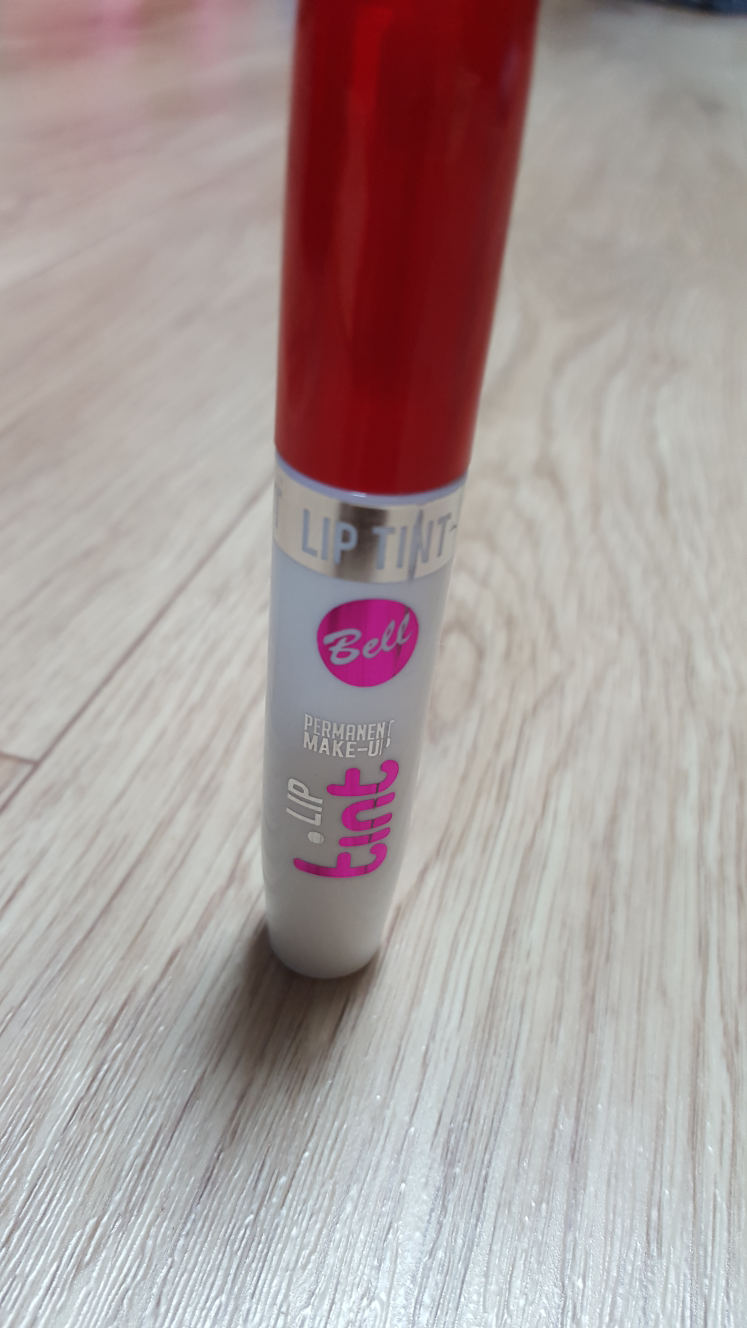 LIP TINT-
Bell
PERMANENT
MAKE-UP
LIP
tint